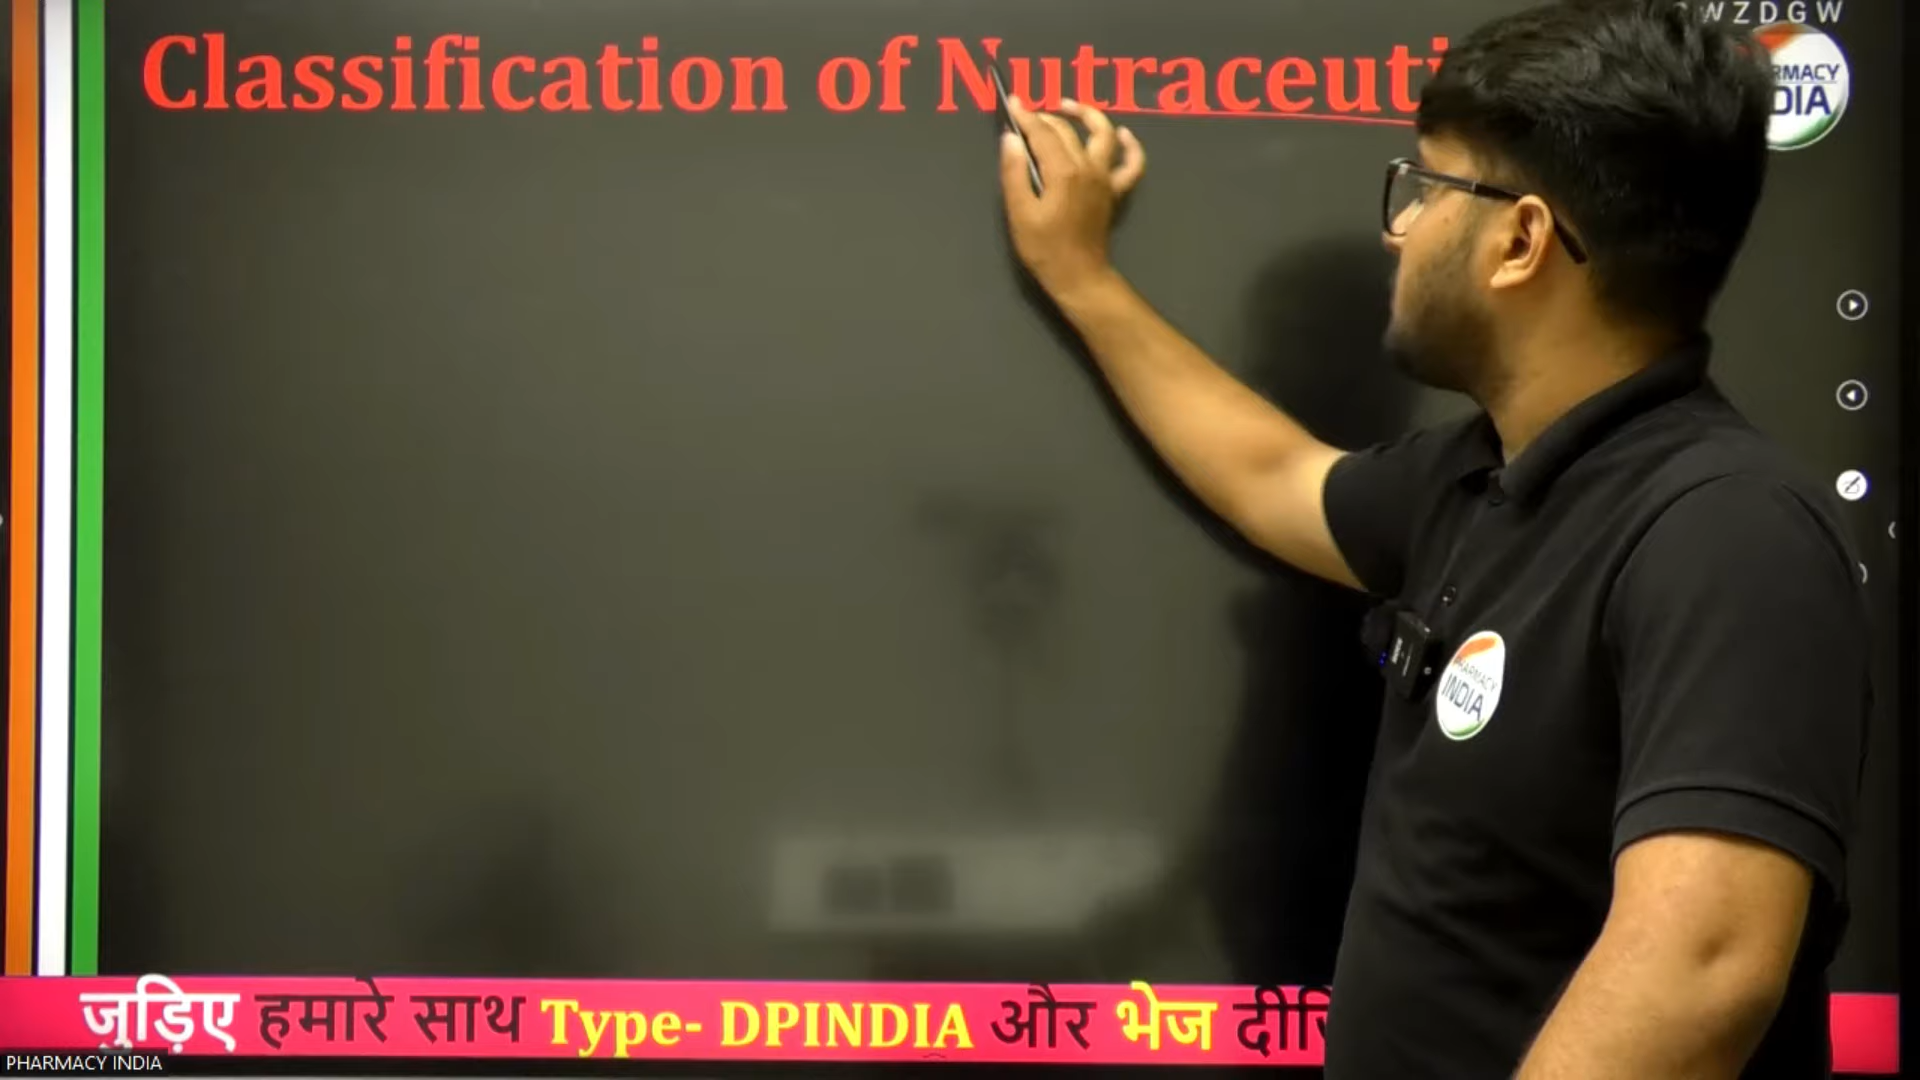 WZDGW
Classification of Nutraceuti
RMACY
DIA
PHARMACY
INDIA
जुड़िए हमारे साथ Type- DPINDIA और भेज
PHARMACY INDIA